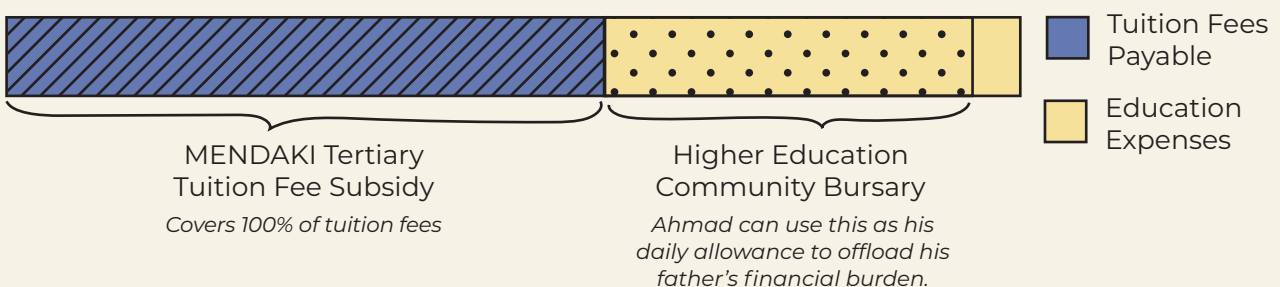 Tuition Fees
Payable
Education
Expenses
MENDAKI Tertiary
Tuition Fee Subsidy
Covers 100% of tuition fees
Higher Education
Community Bursary
Ahmad can use this as his
daily allowance to offload his
father's financial burden.